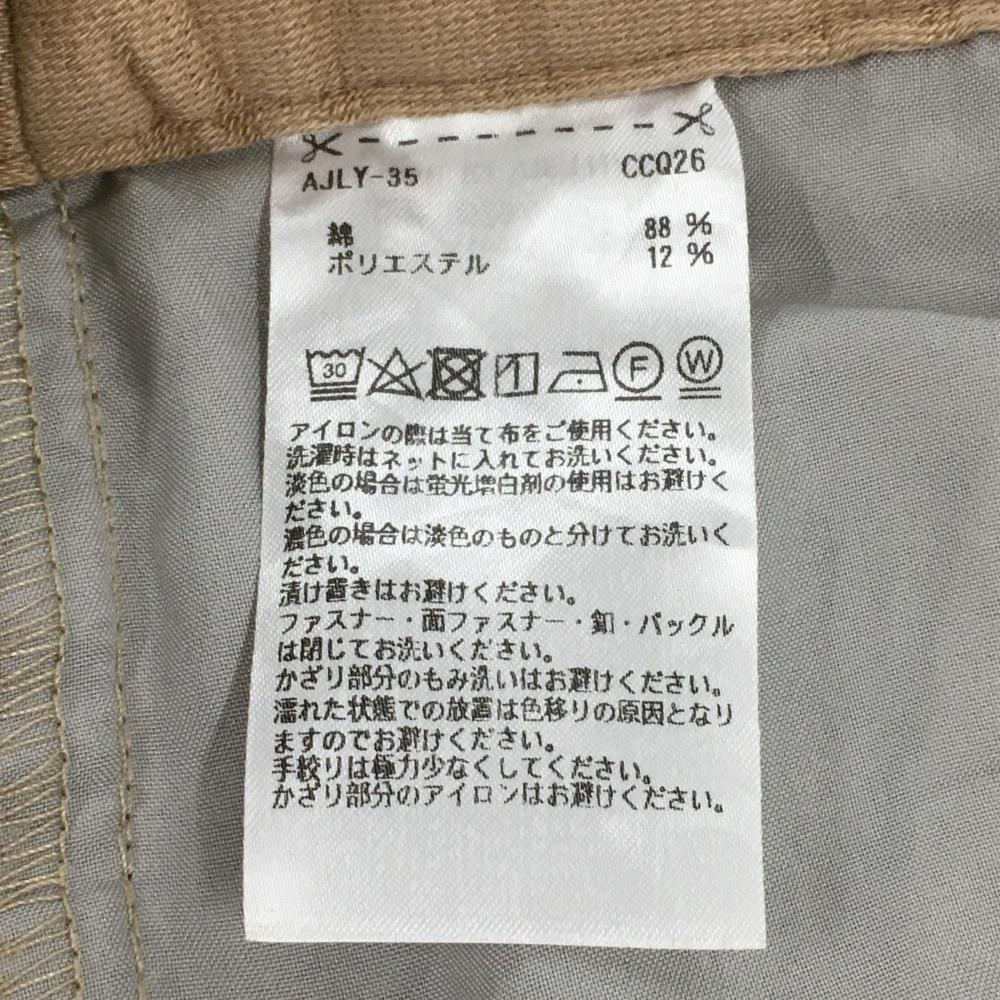 AJLY-35 CCQ26
綿 88 %
ポリエステル 12 %
30 F W
アイロンの際は当て布をご使用ください。
洗濯時はネットに入れてお洗いください。
淡色の場合は蛍光増白剤の使用はお避けく
ださい。
濃色の場合は淡色のものと分けてお洗いく
ださい。
漬け置きはお避けください。
ファスナー・面ファスナー・釦・バックル
は閉じてお洗いください。
かざり部分のもみ洗いはお避けください。
濡れた状態での放置は色移りの原因となり
ますのでお避けください。
手絞りは極力少なくしてください。
かざり部分のアイロンはお避けください。